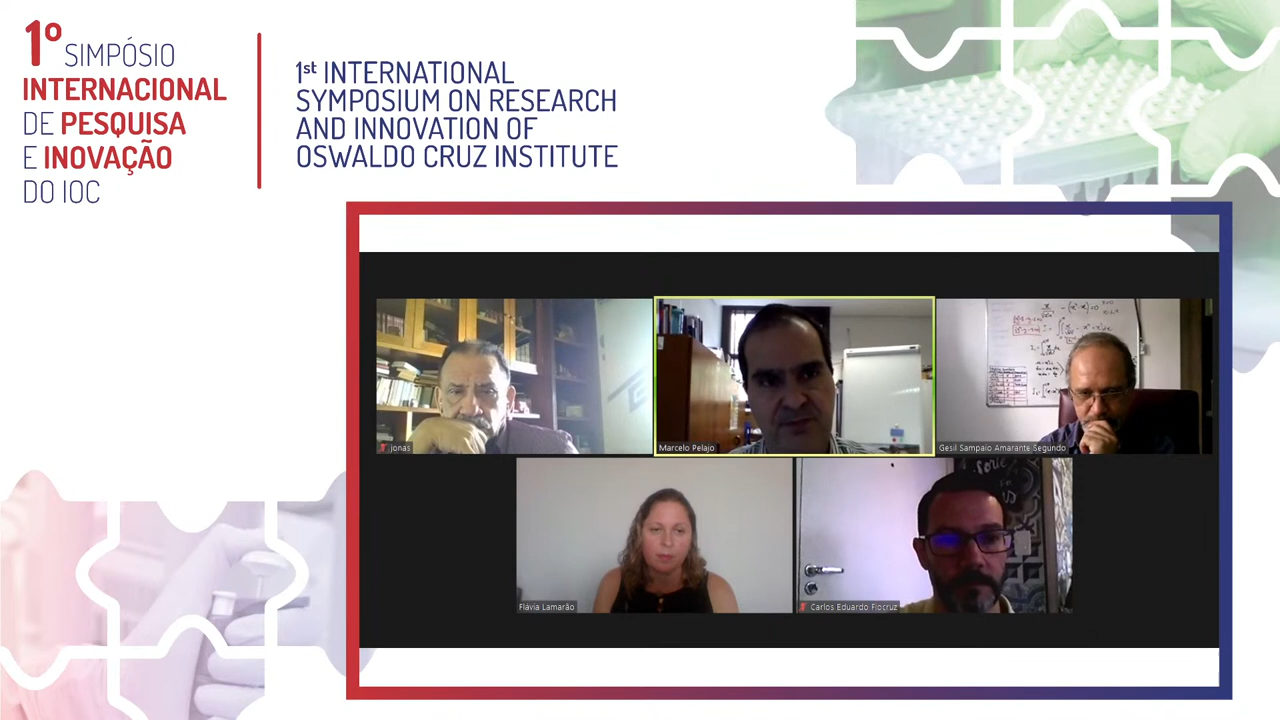 1º SIMPÓSIO
INTERNACIONAL
DE PESQUISA
E INOVAÇÃO
DO IOC
1st INTERNATIONAL
SYMPOSIUM ON RESEARCH
AND INNOVATION OF
OSWALDO CRUZ INSTITUTE
jonas
Marcelo Pelajo
Gesil Sampaio Amarante Segundo
Flávia Lamarão
Carlos Eduardo Fiocruz